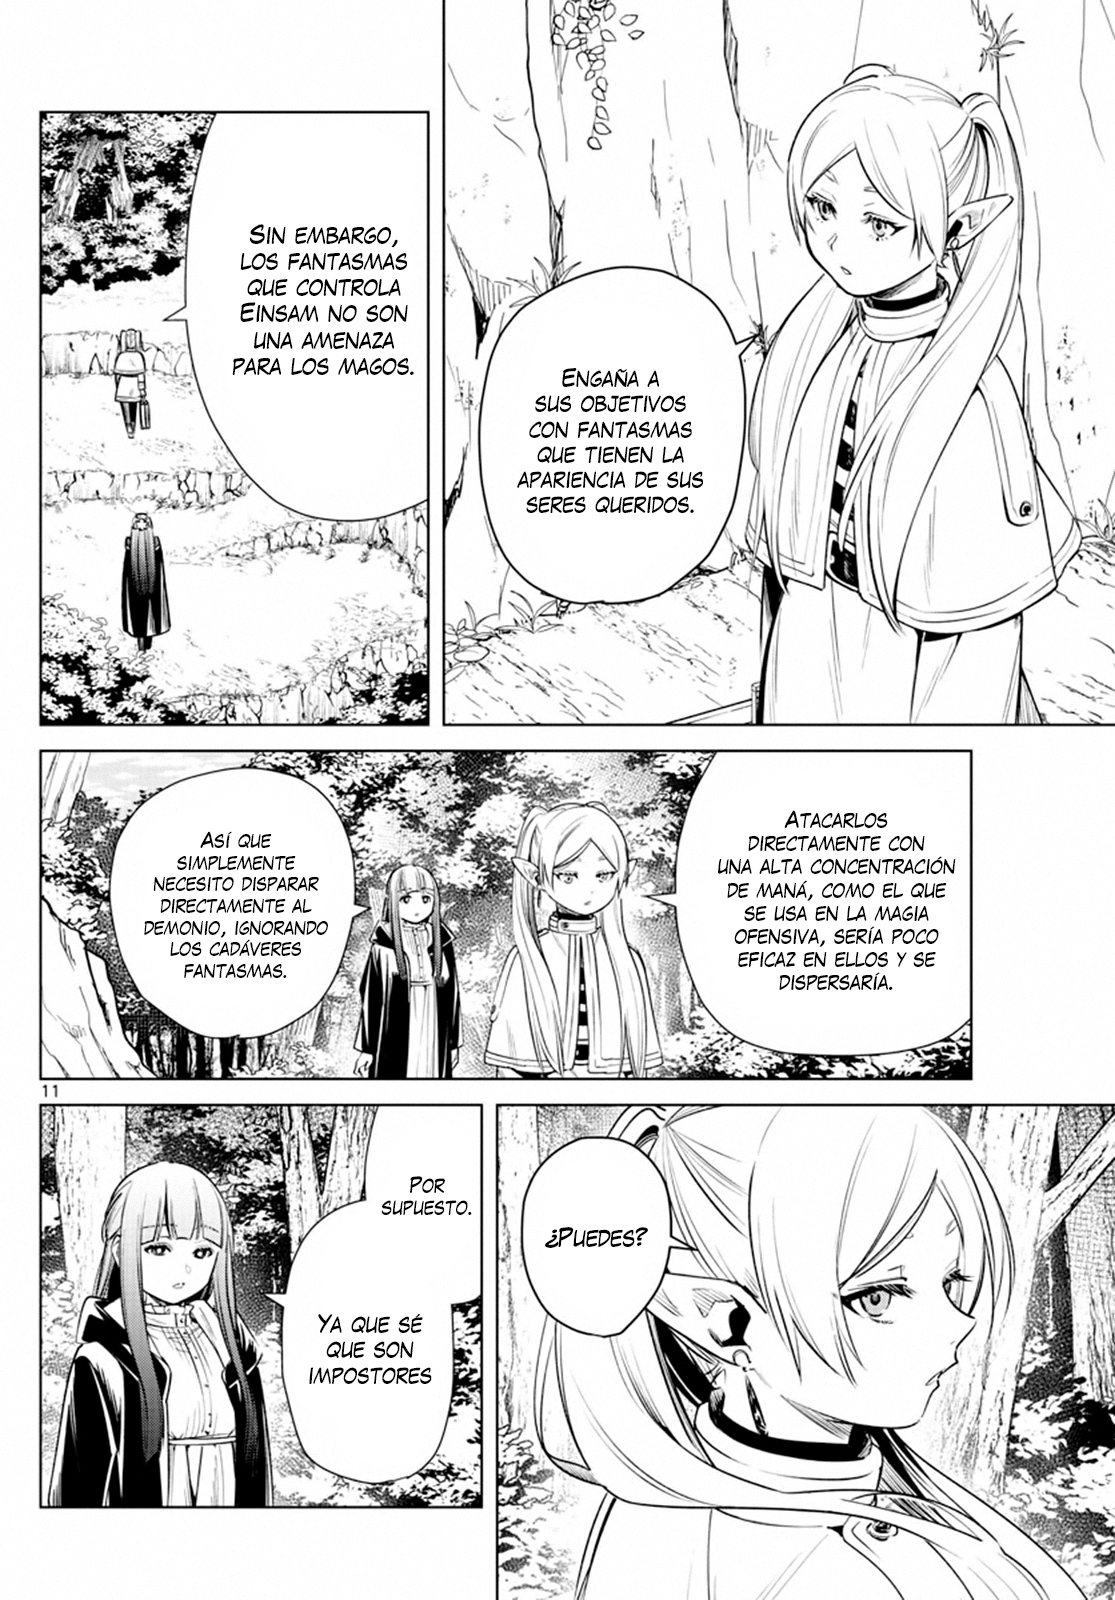 Engaña a
sus objetivos
con fantasmas
que tienen la
apariencia de sus
seres queridos.
Sin embargo,
los fantasmas
que controla
Einsam no son
una amenaza
para los magos.
Atacarlos
directamente con
una alta concentración
de maná, como el que
se usa en la magia
ofensiva, sería poco
eficaz en ellos y se
dispersaría.
Así que
simplemente
necesito disparar
directamente al
demonio, ignorando
los cadáveres
fantasmas.
11
¿Puedes?
Por
supuesto.
Ya que sé
que son
impostores